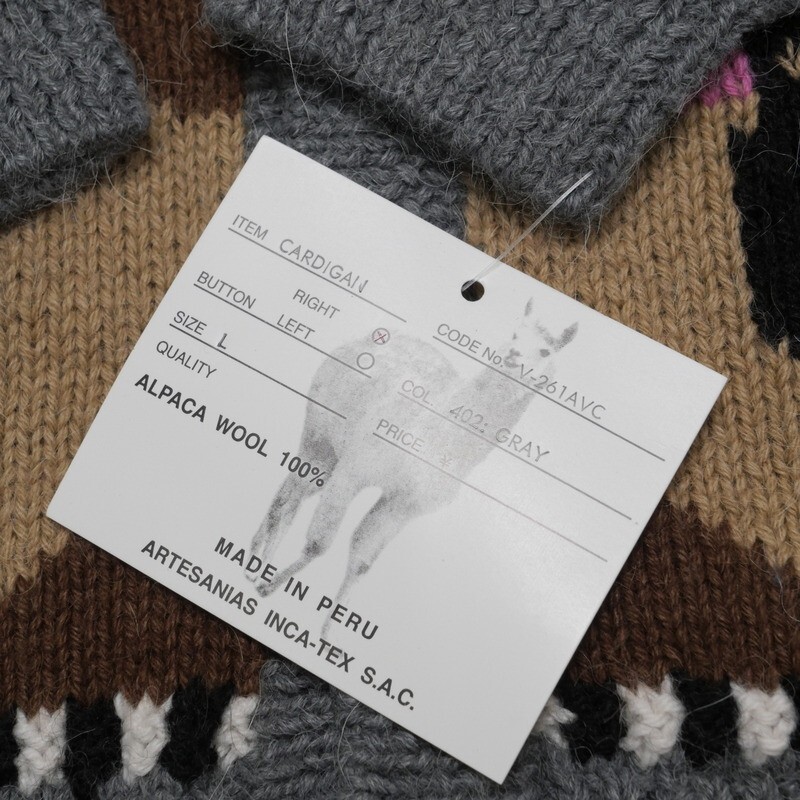 ITEM CARDIGAN
BUTTON RIGHT
LEFT
SIZE L
QUALITY
ALPACA WOOL 100%
CODE No. V-261AVC
COL. 402: GRAY
PRICE ¥
MADE IN PERU
ARTESANIAS INCA-TEX S.A.C.